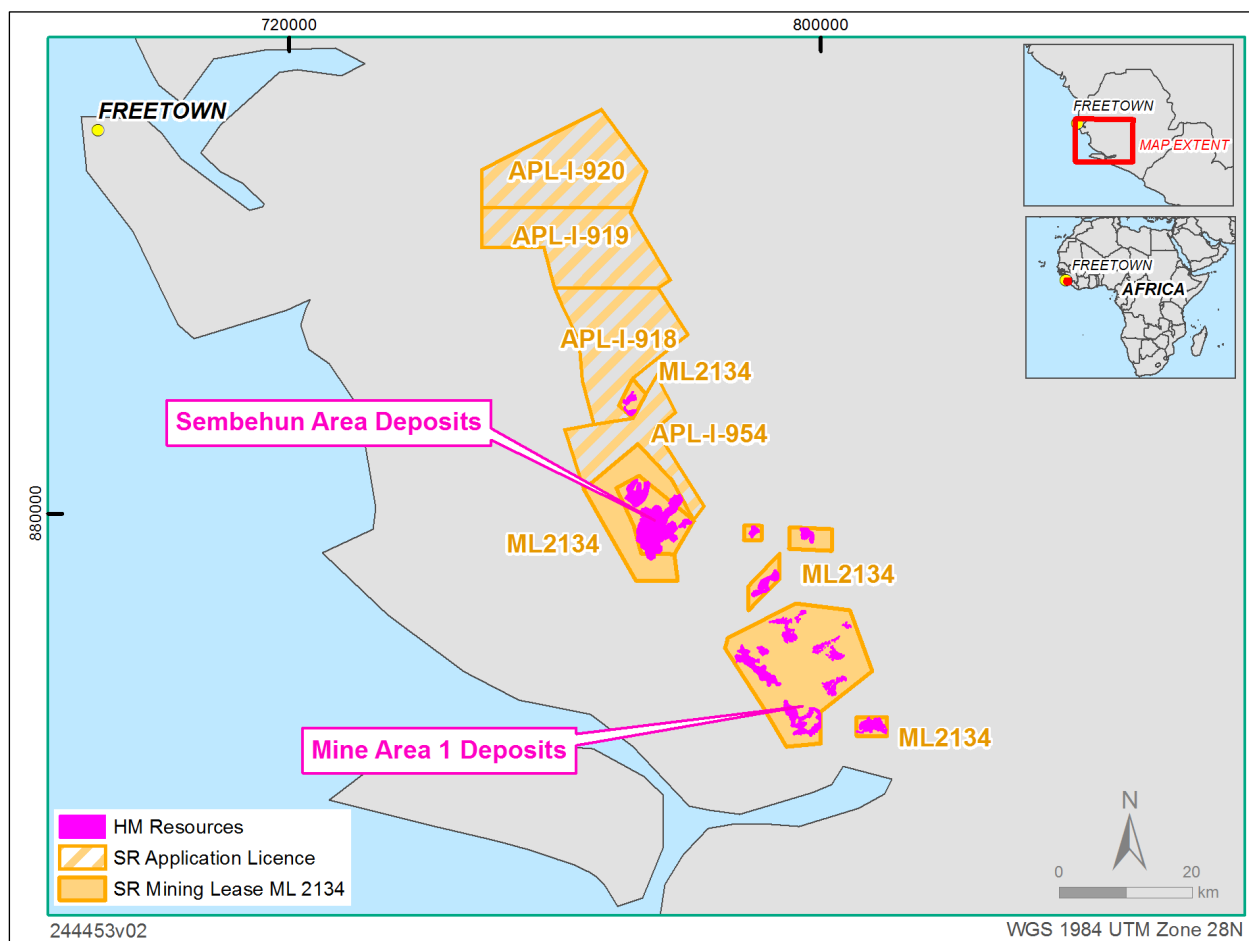 720000
800000
FREETOWN
FREETOWN
MAP EXTENT
APL-I-920
APL-I-919
FREETOWN
AFRICA
APL-I-918
ML2134
Sembehun Area Deposits
APL-I-954
880000
ML2134
ML2134
Mine Area 1 Deposits
ML2134
HM Resources
SR Application Licence
SR Mining Lease ML 2134
N
0 20
km
244453v02
WGS 1984 UTM Zone 28N